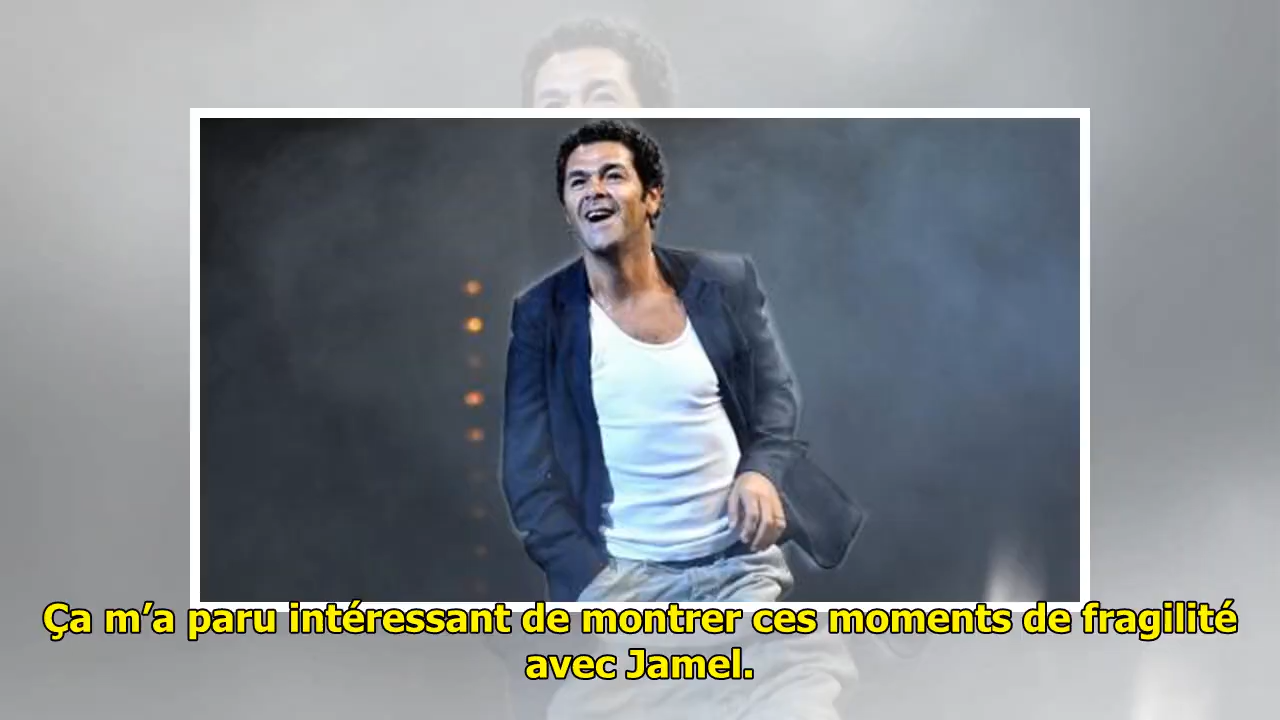 Ça m’a paru intéressant de montrer ces moments de fragilité
avec Jamel.